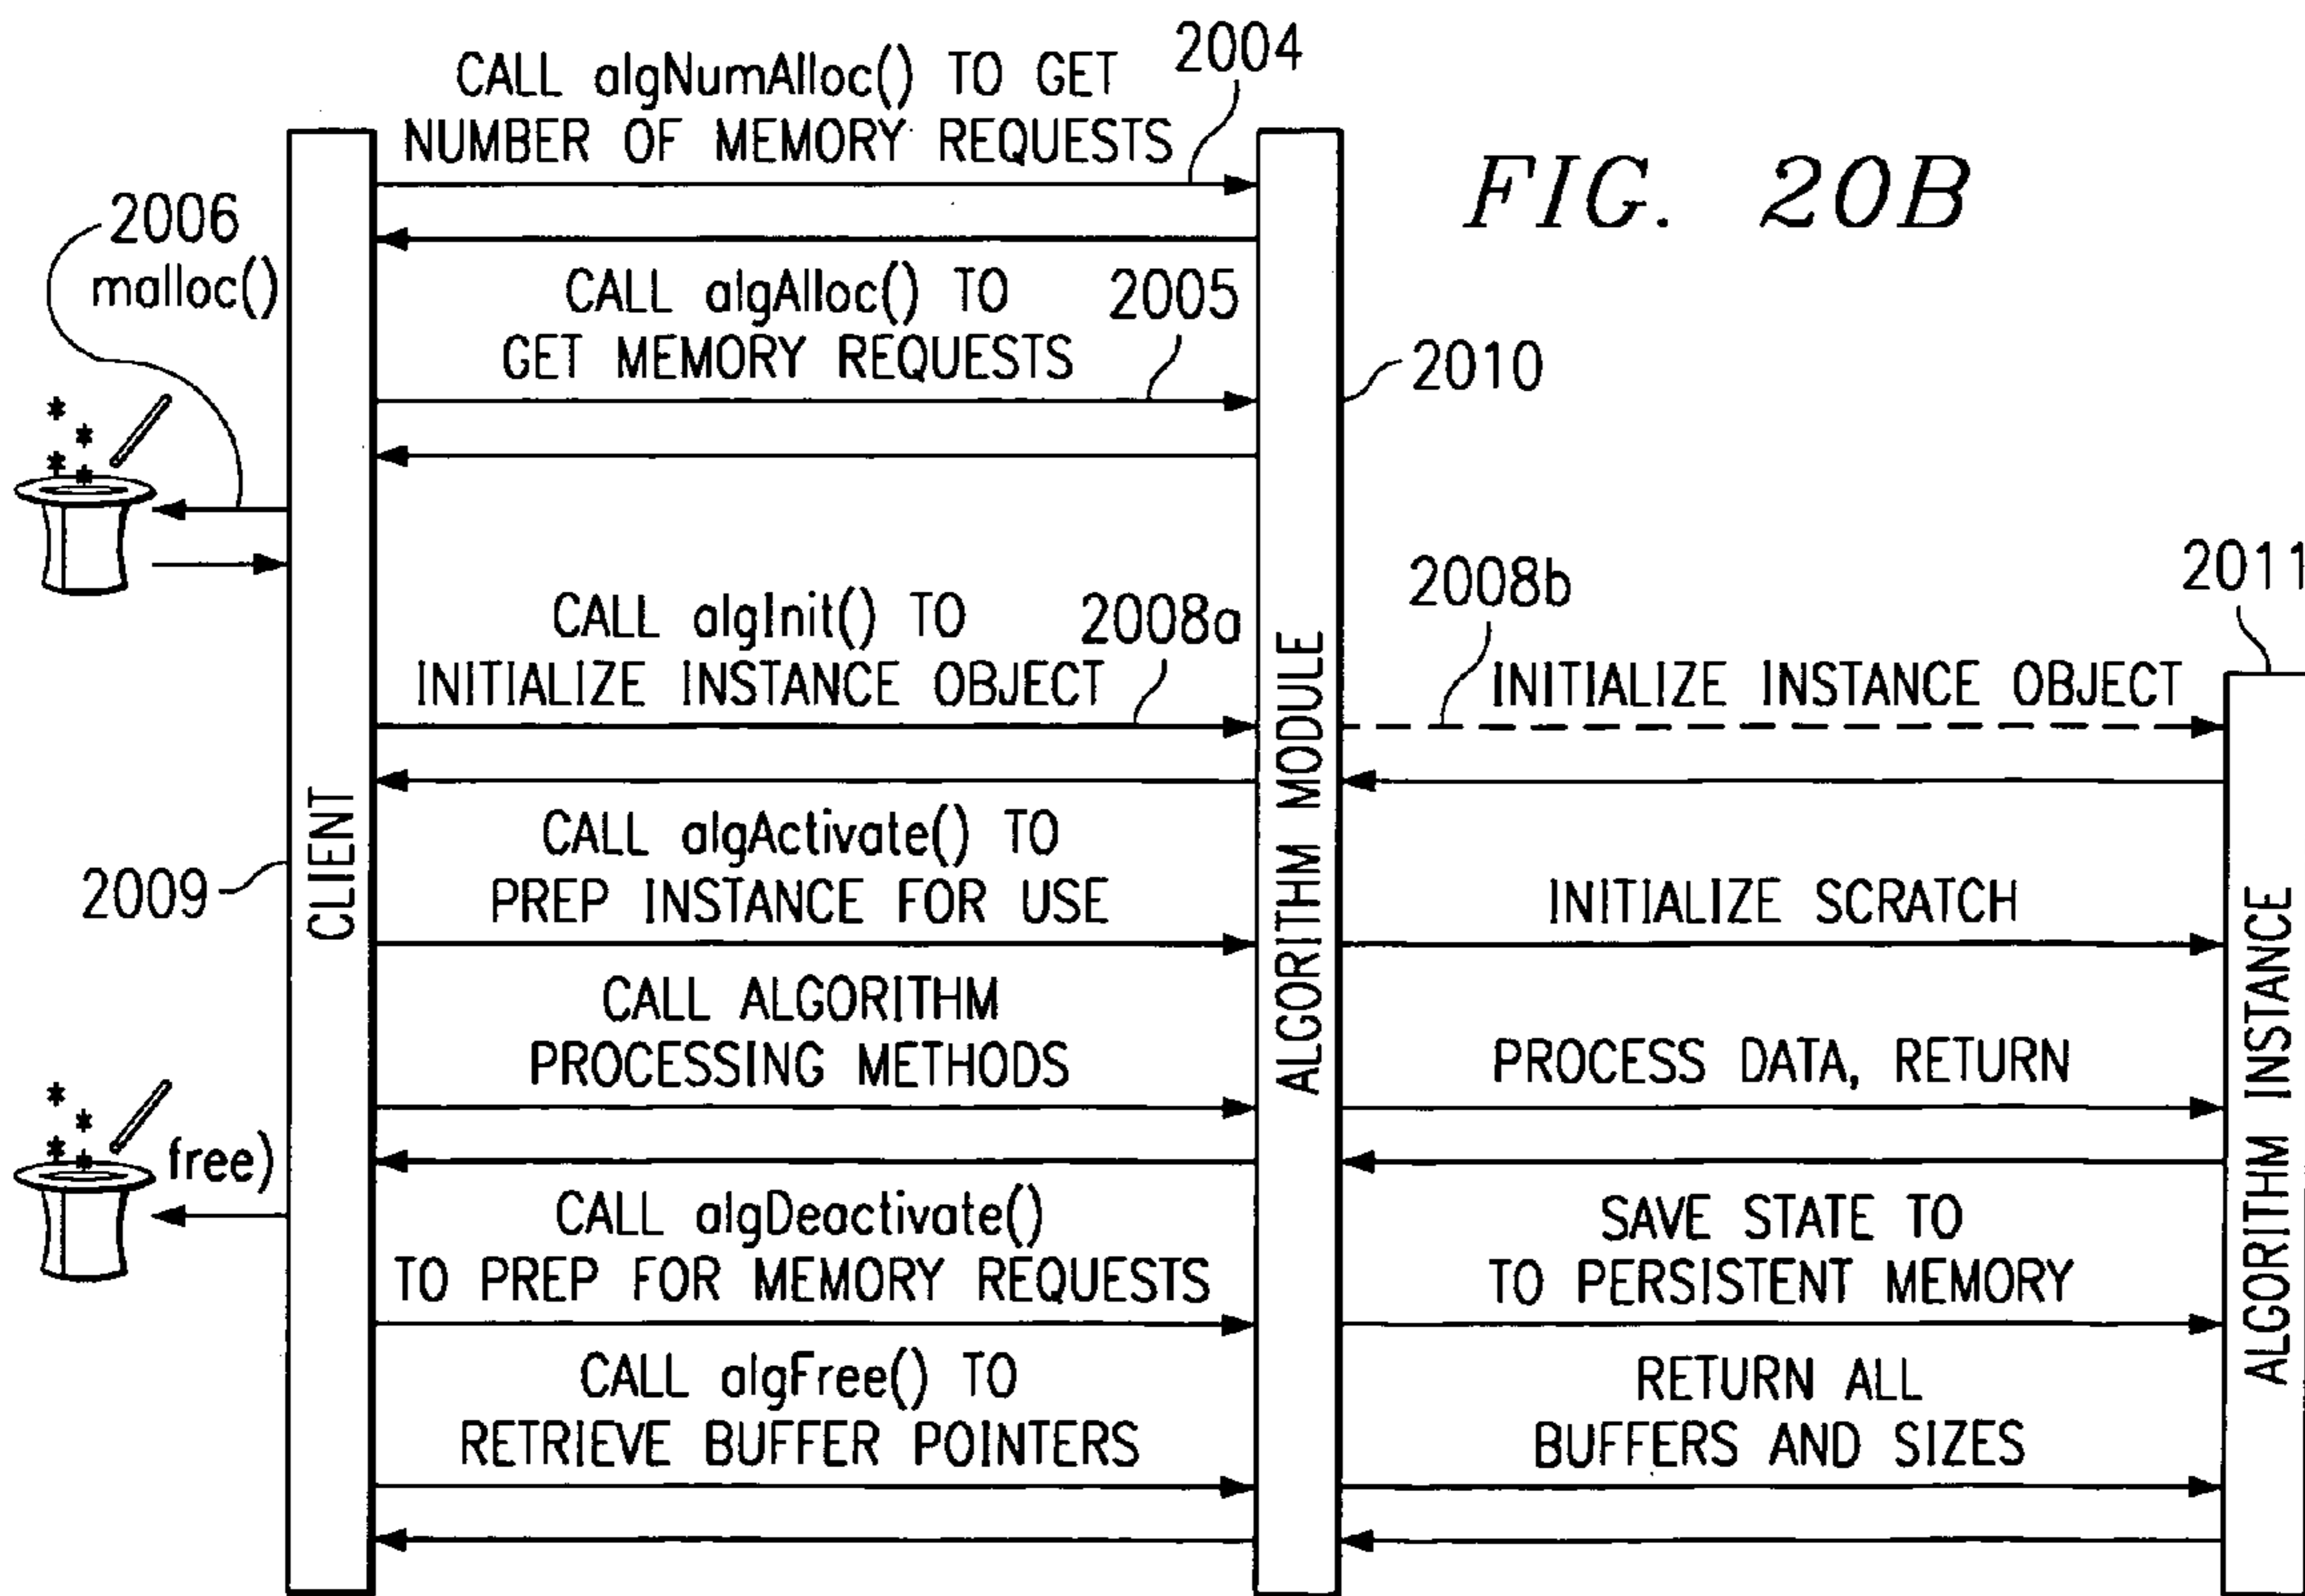 CALL algNumAlloc() TO GET
NUMBER OF MEMORY REQUESTS
2004
FIG. 20B
2006
malloc()
CALL algAlloc() TO
GET MEMORY REQUESTS
2005
2010
CALL algInit() TO
INITIALIZE INSTANCE OBJECT
2008a
2008b
INITIALIZE INSTANCE OBJECT
2011
CLIENT
2009
ALGORITHM MODULE
ALGORITHM INSTANCE
CALL algActivate() TO
PREP INSTANCE FOR USE
INITIALIZE SCRATCH
CALL ALGORITHM
PROCESSING METHODS
PROCESS DATA, RETURN
free)
CALL algDeactivate()
TO PREP FOR MEMORY REQUESTS
SAVE STATE TO
TO PERSISTENT MEMORY
CALL algFree() TO
RETRIEVE BUFFER POINTERS
RETURN ALL
BUFFERS AND SIZES